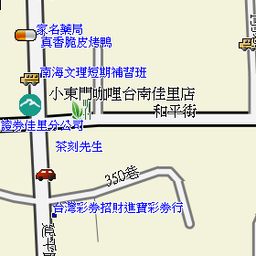 家名藥局
真香脆皮烤鴨
南海文理短期補習班
小東門咖哩台南佳里店
和平街
證券佳里分公司
茶刻先生
350巷
台灣彩券招財進寶彩券行